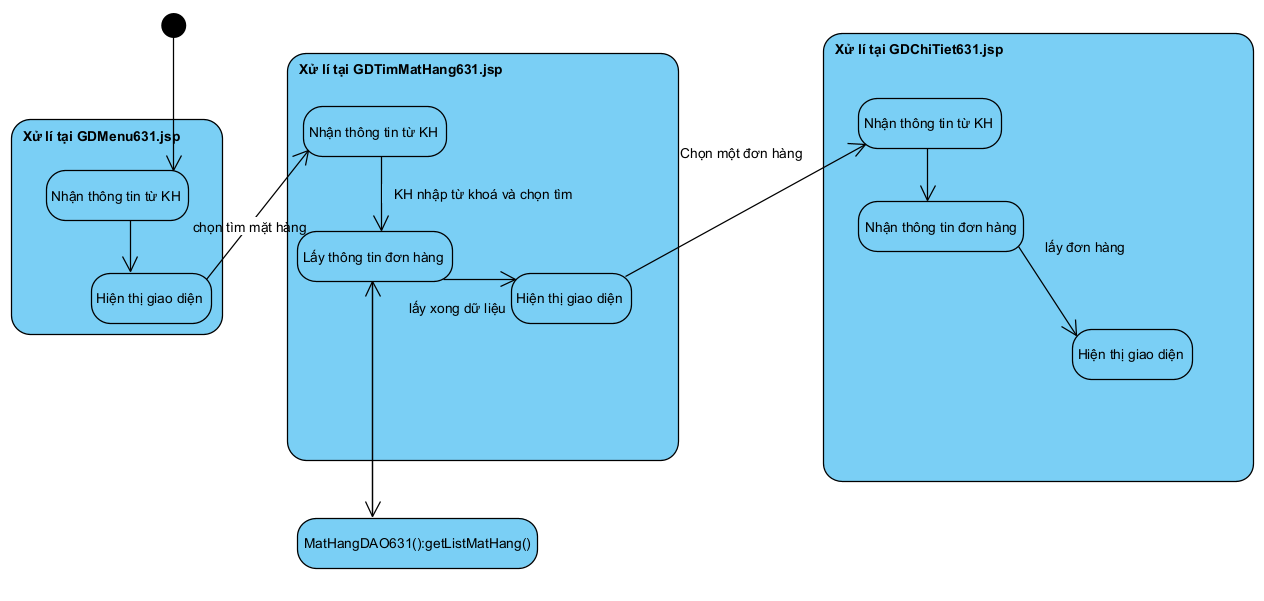 Xử lí tại GDMenu631.jsp
Nhận thông tin từ KH
Hiện thị giao diện
chọn tìm mặt hàng
Xử lí tại GDTimMatHang631.jsp
Nhận thông tin từ KH
KH nhập từ khoá và chọn tìm
Lấy thông tin đơn hàng
lấy xong dữ liệu
Hiện thị giao diện
MatHangDAO631():getListMatHang()
Chọn một đơn hàng
Xử lí tại GDChiTiet631.jsp
Nhận thông tin từ KH
Nhận thông tin đơn hàng
lấy đơn hàng
Hiện thị giao diện